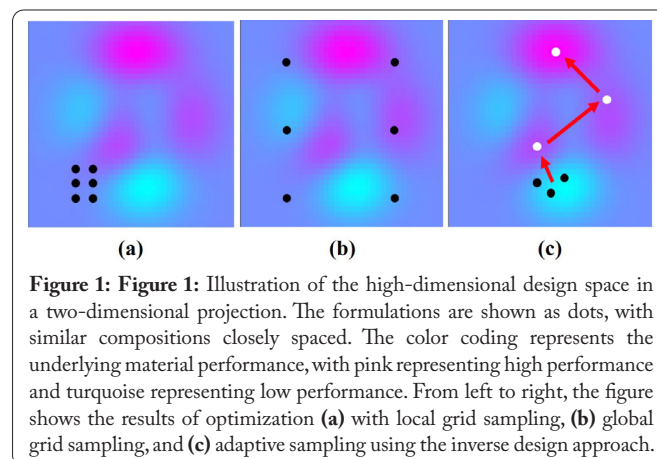 (a) (b) (c)
Figure 1: Figure 1: Illustration of the high-dimensional design space in
a two-dimensional projection. The formulations are shown as dots, with
similar compositions closely spaced. The color coding represents the
underlying material performance, with pink representing high performance
and turquoise representing low performance. From left to right, the figure
shows the results of optimization (a) with local grid sampling, (b) global
grid sampling, and (c) adaptive sampling using the inverse design approach.